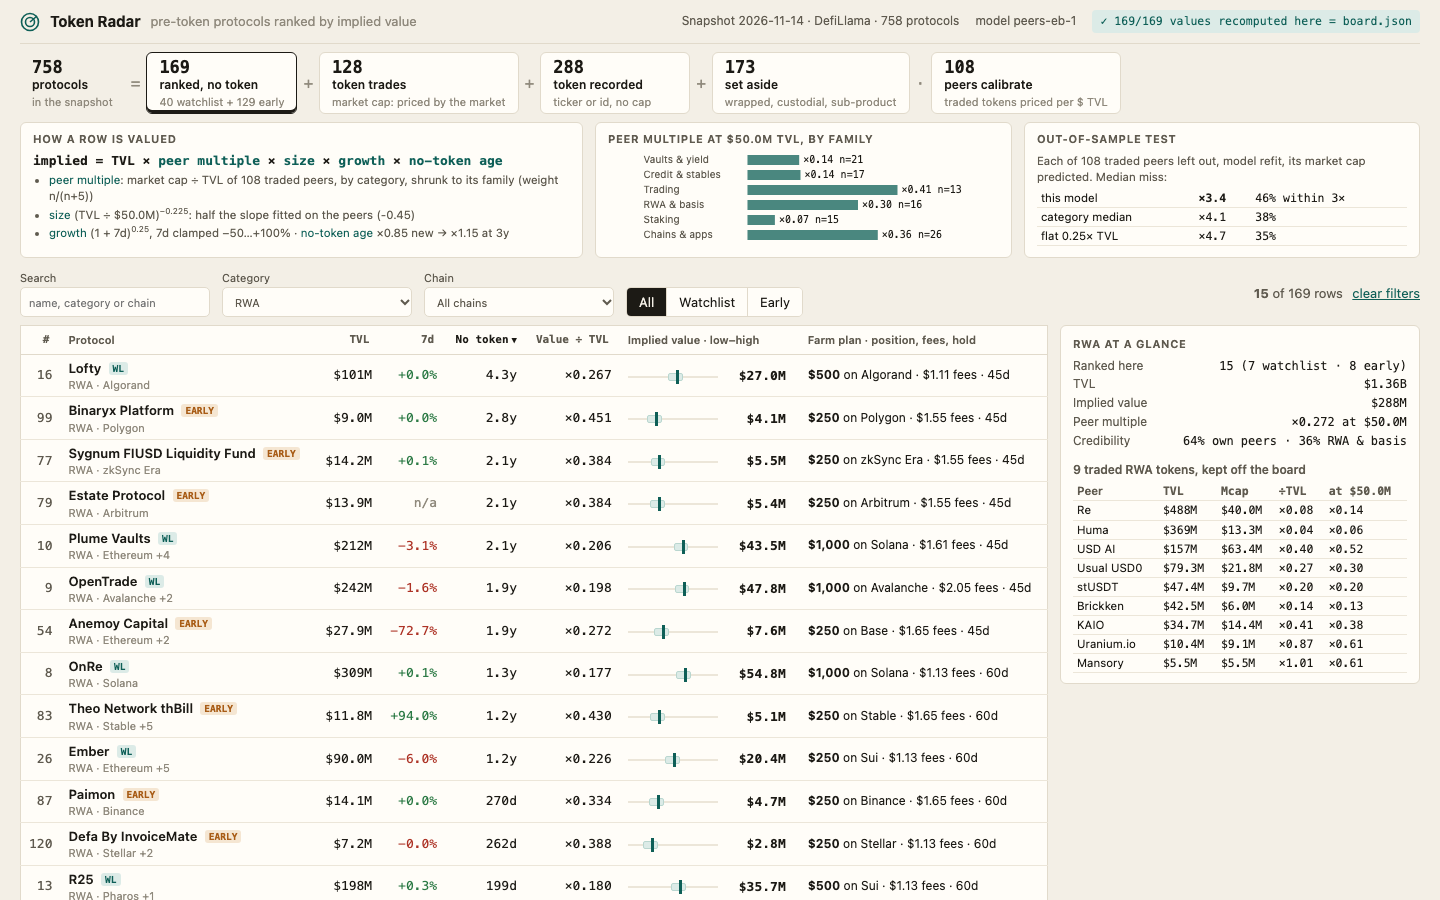 Token Radar pre-token protocols ranked by implied value
Snapshot 2026-11-14 · DefiLlama · 758 protocols model peers-eb-1 ✓ 169/169 values recomputed here = board.json
758
protocols
in the snapshot
=
169
ranked, no token
40 watchlist + 129 early
+
128
token trades
market cap: priced by the market
+
288
token recorded
ticker or id, no cap
+
173
set aside
wrapped, custodial, sub-product
·
108
peers calibrate
traded tokens priced per $ TVL
HOW A ROW IS VALUED
implied = TVL × peer multiple × size × growth × no-token age
• peer multiple: market cap ÷ TVL of 108 traded peers, by category, shrunk to its family (weight
n/(n+5))
• size (TVL ÷ $50.0M)−0.225: half the slope fitted on the peers (-0.45)
• growth (1 + 7d)0.25, 7d clamped −50…+100% · no-token age ×0.85 new → ×1.15 at 3y
PEER MULTIPLE AT $50.0M TVL, BY FAMILY
Vaults & yield ×0.14 n=21
Credit & stables ×0.14 n=17
Trading ×0.41 n=13
RWA & basis ×0.30 n=16
Staking ×0.07 n=15
Chains & apps ×0.36 n=26
OUT-OF-SAMPLE TEST
Each of 108 traded peers left out, model refit, its market cap
predicted. Median miss:
this model ×3.4 46% within 3×
category median ×4.1 38%
flat 0.25× TVL ×4.7 35%
Search
name, category or chain
Category
RWA
Chain
All chains
All Watchlist Early
15 of 169 rows clear filters
# Protocol TVL 7d No token ▾ Value ÷ TVL Implied value · low–high Farm plan · position, fees, hold
16 Lofty WL $101M +0.0% 4.3y ×0.267 $27.0M $500 on Algorand · $1.11 fees · 45d
RWA · Algorand
99 Binaryx Platform EARLY $9.0M +0.0% 2.8y ×0.451 $4.1M $250 on Polygon · $1.55 fees · 45d
RWA · Polygon
77 Sygnum FIUSD Liquidity Fund EARLY $14.2M +0.1% 2.1y ×0.384 $5.5M $250 on zkSync Era · $1.55 fees · 45d
RWA · zkSync Era
79 Estate Protocol EARLY $13.9M n/a 2.1y ×0.384 $5.4M $250 on Arbitrum · $1.55 fees · 45d
RWA · Arbitrum
10 Plume Vaults WL $212M −3.1% 2.1y ×0.206 $43.5M $1,000 on Solana · $1.61 fees · 45d
RWA · Ethereum +4
9 OpenTrade WL $242M −1.6% 1.9y ×0.198 $47.8M $1,000 on Avalanche · $2.05 fees · 45d
RWA · Avalanche +2
54 Anemoy Capital EARLY $27.9M −72.7% 1.9y ×0.272 $7.6M $250 on Base · $1.65 fees · 45d
RWA · Ethereum +2
8 OnRe WL $309M +0.1% 1.3y ×0.177 $54.8M $1,000 on Solana · $1.13 fees · 60d
RWA · Solana
83 Theo Network thBill EARLY $11.8M +94.0% 1.2y ×0.430 $5.1M $250 on Stable · $1.65 fees · 60d
RWA · Stable +5
26 Ember WL $90.0M −6.0% 1.2y ×0.226 $20.4M $250 on Sui · $1.13 fees · 60d
RWA · Ethereum +5
87 Paimon EARLY $14.1M +0.0% 270d ×0.334 $4.7M $250 on Binance · $1.65 fees · 60d
RWA · Binance
120 Defa By InvoiceMate EARLY $7.2M −0.0% 262d ×0.388 $2.8M $250 on Stellar · $1.13 fees · 60d
RWA · Stellar +2
13 R25 WL $198M +0.3% 199d ×0.180 $35.7M $500 on Sui · $1.13 fees · 60d
RWA · Pharos +1
RWA AT A GLANCE
Ranked here 15 (7 watchlist · 8 early)
TVL $1.36B
Implied value $288M
Peer multiple ×0.272 at $50.0M
Credibility 64% own peers · 36% RWA & basis
9 traded RWA tokens, kept off the board
Peer TVL Mcap ÷TVL at $50.0M
Re $488M $40.0M ×0.08 ×0.14
Huma $369M $13.3M ×0.04 ×0.06
USD AI $157M $63.4M ×0.40 ×0.52
Usual USD0 $79.3M $21.8M ×0.27 ×0.30
stUSDT $47.4M $9.7M ×0.20 ×0.20
Brickken $42.5M $6.0M ×0.14 ×0.13
KAIO $34.7M $14.4M ×0.41 ×0.38
Uranium.io $10.4M $9.1M ×0.87 ×0.61
Mansory $5.5M $5.5M ×1.01 ×0.61